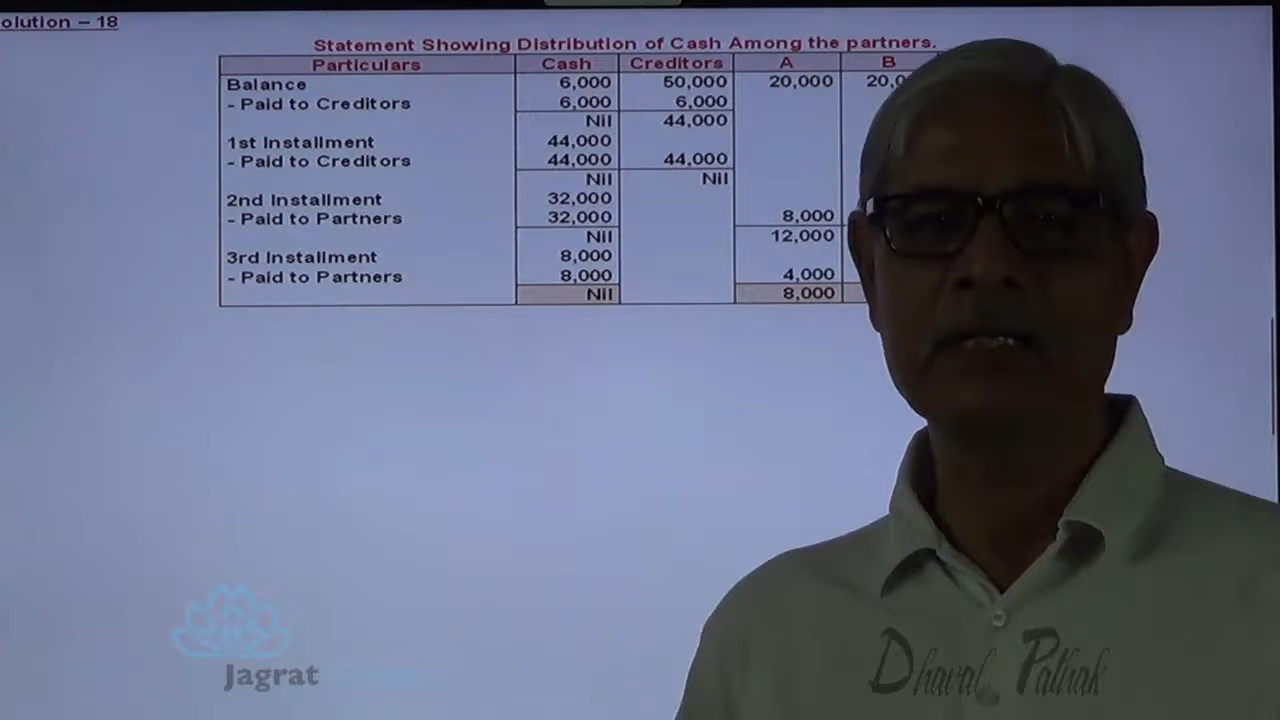 olution – 18
Statement Showing Distribution of Cash Among the partners.
Particulars Cash Creditors A B
Balance 6,000 50,000 20,000 20,0
- Paid to Creditors 6,000 6,000
Nil 44,000
1st Installment 44,000
- Paid to Creditors 44,000 44,000
Nil Nil
2nd Installment 32,000
- Paid to Partners 32,000 8,000
Nil 12,000
3rd Installment 8,000
- Paid to Partners 8,000 4,000
Nil 8,000
Jagrat
Dhaval Pathak